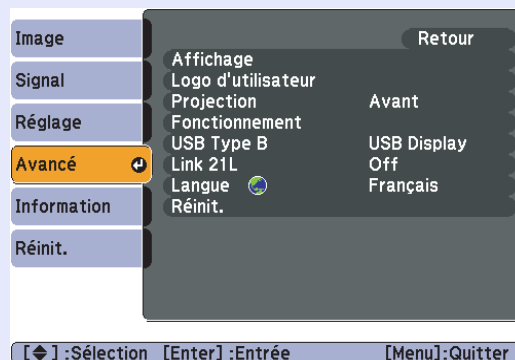 Image
Signal
Réglage
Avancé
Information
Réinit.
Retour
Affichage
Logo d'utilisateur
Projection Avant
Fonctionnement
USB Type B USB Display
Link 21L Off
Langue Français
Réinit.
[◆] :Sélection [Enter] :Entrée [Menu]:Quitter